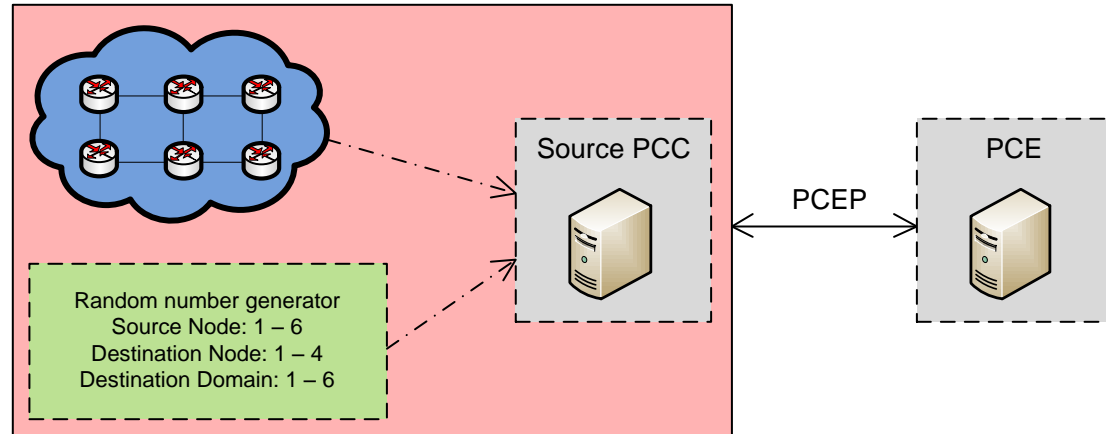 Source PCC
PCE
PCEP
Random number generator
Source Node: 1 – 6
Destination Node: 1 – 4
Destination Domain: 1 – 6